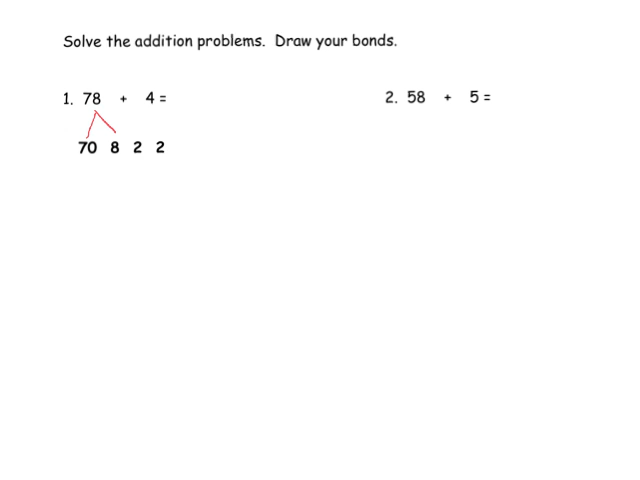 Solve the addition problems. Draw your bonds.
1. 78 + 4 = 2. 58 + 5 =
70 8 2 2